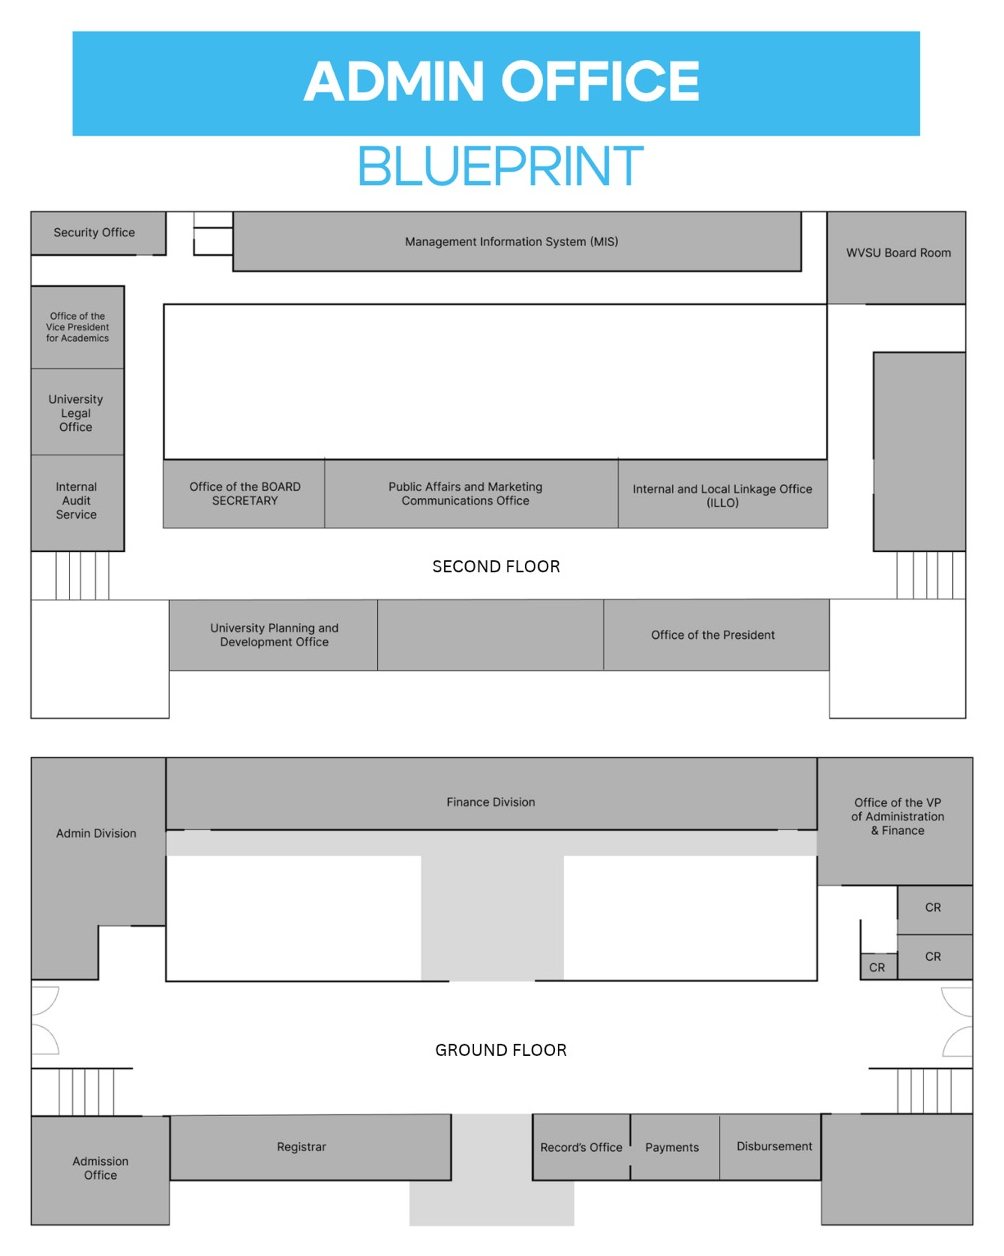 ADMIN OFFICE
BLUEPRINT
Security Office
Management Information System (MIS)
WVSU Board Room
Office of the
Vice President
for Academics
University
Legal
Office
Internal
Audit
Service
Office of the BOARD
SECRETARY
Public Affairs and Marketing
Communications Office
Internal and Local Linkage Office
(ILLO)
SECOND FLOOR
University Planning and
Development Office
Office of the President
Admin Division
Finance Division
Office of the VP
of Administration
& Finance
CR
CR
CR
GROUND FLOOR
Admission
Office
Registrar
Record's Office
Payments
Disbursement